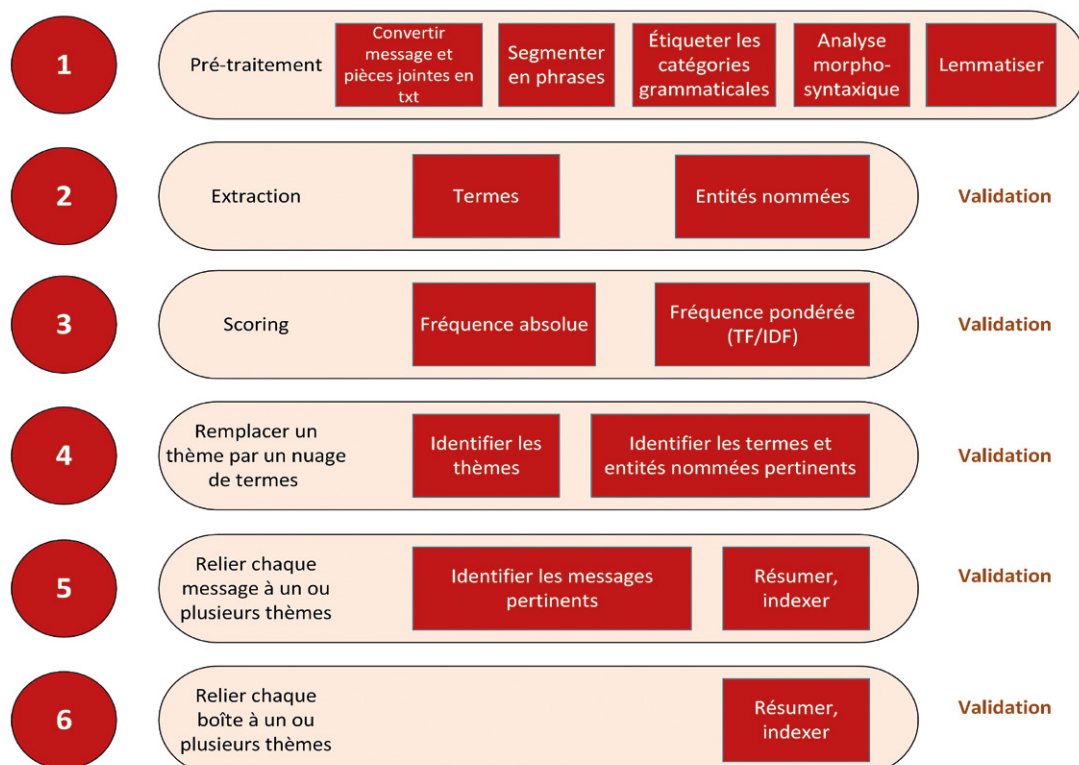 1
Pré-traitement
Convertir
message et
pièces jointes en
txt
Segmenter
en phrases
Étiqueter les
catégories
grammaticales
Analyse
morpho-
syntaxique
Lemmatiser
2
Extraction
Termes
Entités nommées
Validation
3
Scoring
Fréquence absolue
Fréquence pondérée
(TF/IDF)
Validation
4
Remplacer un
thème par un nuage
de termes
Identifier les
thèmes
Identifier les termes et
entités nommées pertinents
Validation
5
Relier chaque
message à un ou
plusieurs thèmes
Identifier les messages
pertinents
Résumer,
indexer
Validation
6
Relier chaque
boîte à un ou
plusieurs thèmes
Résumer,
indexer
Validation